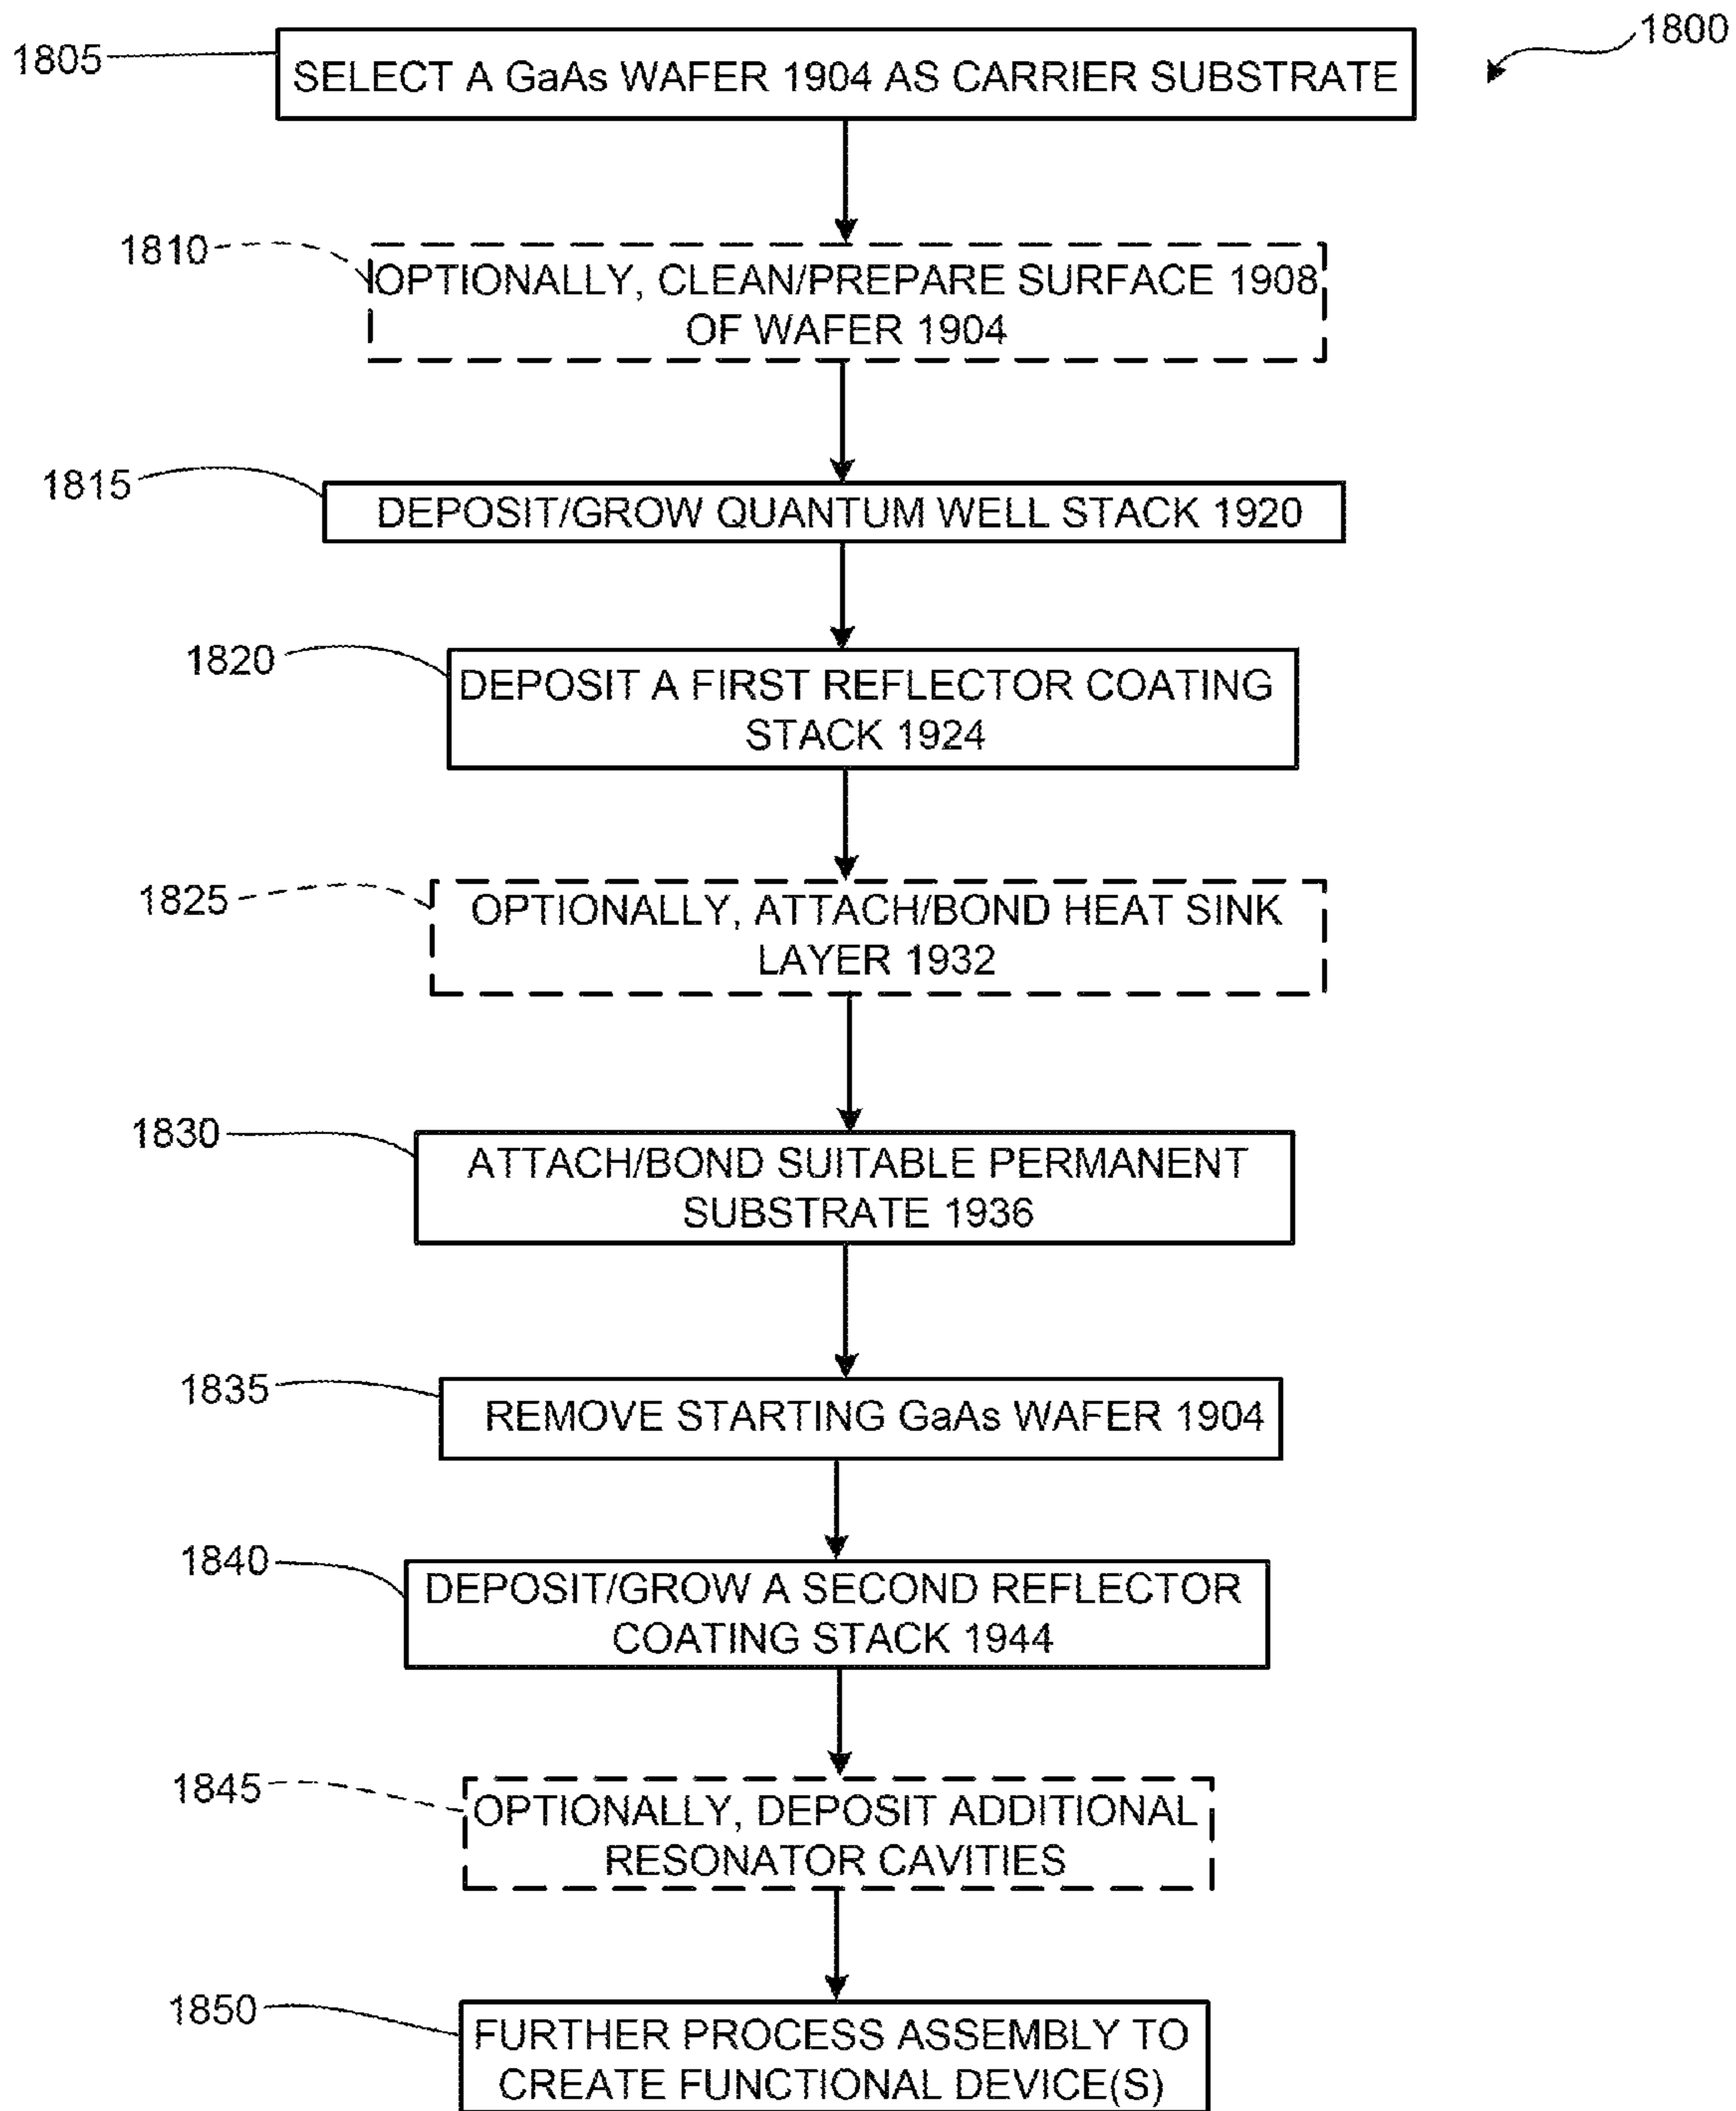 1800
1805
SELECT A GaAs WAFER 1904 AS CARRIER SUBSTRATE
1810
OPTIONALLY, CLEAN/PREPARE SURFACE 1908
OF WAFER 1904
1815
DEPOSIT/GROW QUANTUM WELL STACK 1920
1820
DEPOSIT A FIRST REFLECTOR COATING
STACK 1924
1825
OPTIONALLY, ATTACH/BOND HEAT SINK
LAYER 1932
1830
ATTACH/BOND SUITABLE PERMANENT
SUBSTRATE 1936
1835
REMOVE STARTING GaAs WAFER 1904
1840
DEPOSIT/GROW A SECOND REFLECTOR
COATING STACK 1944
1845
OPTIONALLY, DEPOSIT ADDITIONAL
RESONATOR CAVITIES
1850
FURTHER PROCESS ASSEMBLY TO
CREATE FUNCTIONAL DEVICE(S)